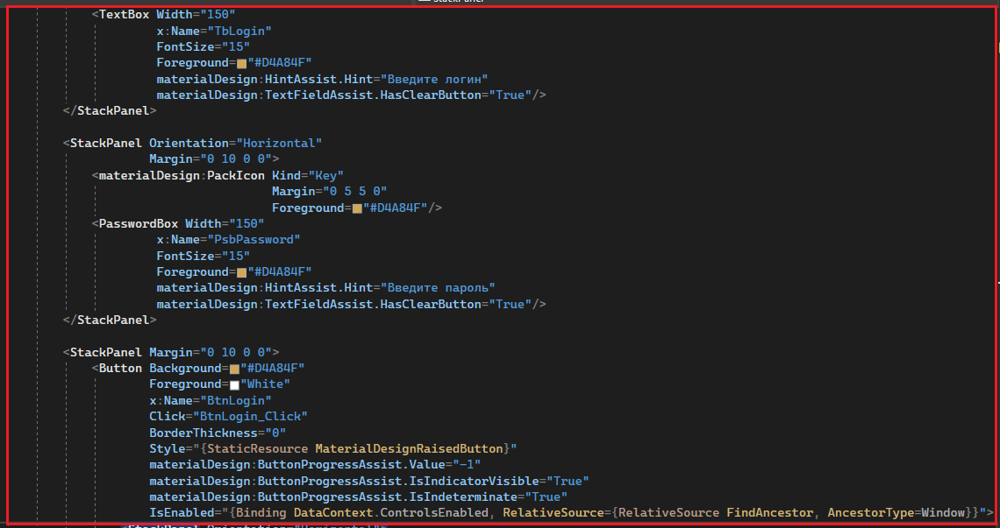 StackPanel
<TextBox Width="150"
x:Name="TbLogin"
FontSize="15"
Foreground="#D4A84F"
materialDesign:HintAssist.Hint="Введите логин"
materialDesign:TextFieldAssist.HasClearButton="True"/>
</StackPanel>
<StackPanel Orientation="Horizontal"
Margin="0 10 0 0">
<materialDesign:PackIcon Kind="Key"
Margin="0 5 5 0"
Foreground="#D4A84F"/>
<PasswordBox Width="150"
x:Name="PsbPassword"
FontSize="15"
Foreground="#D4A84F"
materialDesign:HintAssist.Hint="Введите пароль"
materialDesign:TextFieldAssist.HasClearButton="True"/>
</StackPanel>
<StackPanel Margin="0 10 0 0">
<Button Background="#D4A84F"
Foreground="White"
x:Name="BtnLogin"
Click="BtnLogin_Click"
BorderThickness="0"
Style="{StaticResource MaterialDesignRaisedButton}"
materialDesign:ButtonProgressAssist.Value="-1"
materialDesign:ButtonProgressAssist.IsIndicatorVisible="True"
materialDesign:ButtonProgressAssist.IsIndeterminate="True"
IsEnabled="{Binding DataContext.ControlsEnabled, RelativeSource={RelativeSource FindAncestor, AncestorType=Window}}">
<StackPanel Orientation="Horizontal">